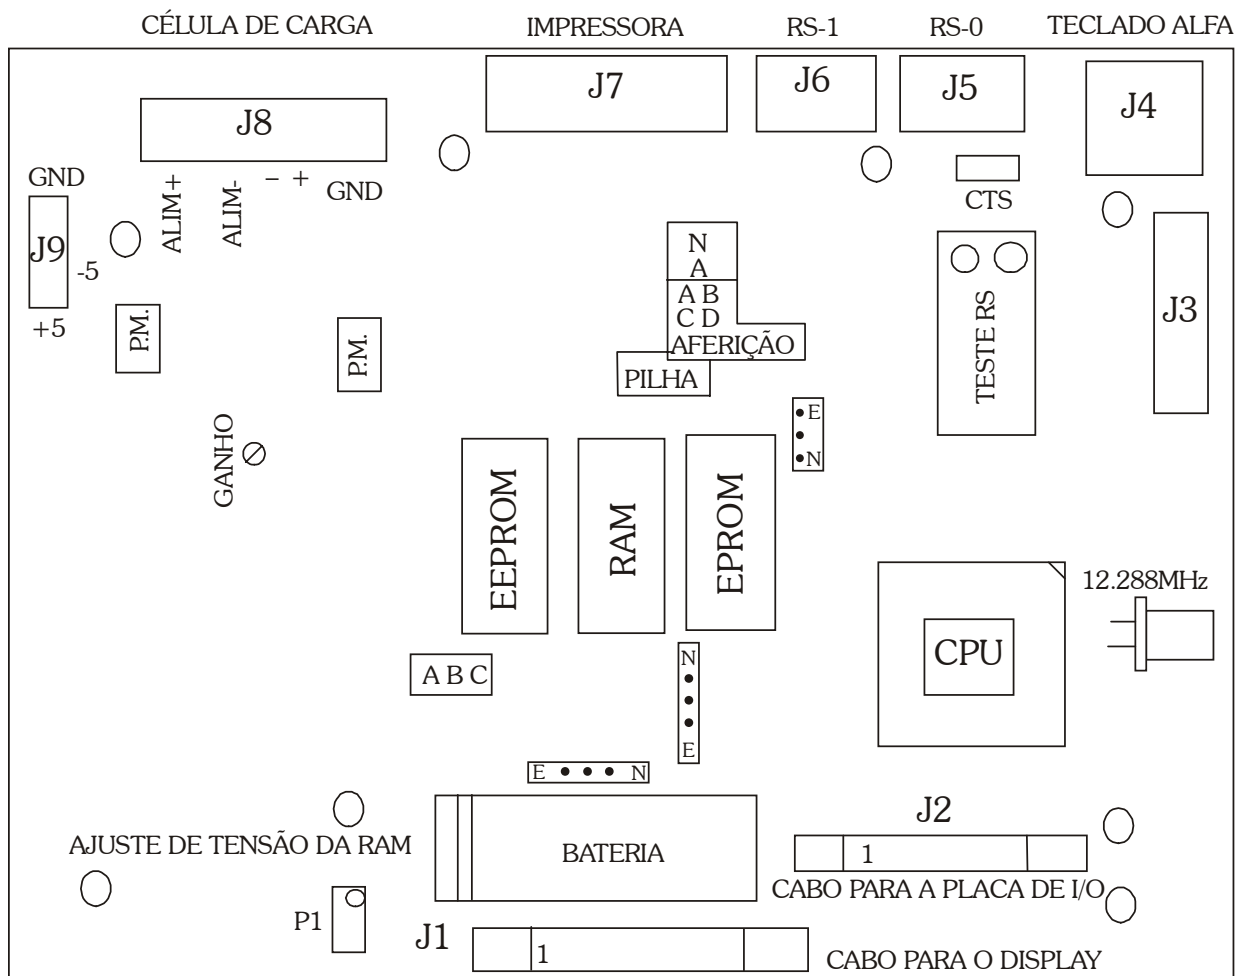 CÉLULA DE CARGA
IMPRESSORA
RS-1
RS-0
TECLADO ALFA
J7
J6
J5
J4
J8
GND
ALIM+
ALIM-
− +
GND
CTS
J9
-5
+5
P.M.
P.M.
N
A
A B
C D
AFERIÇÃO
PILHA
TESTE RS
J3
E
N
GANHO
EEPROM
RAM
EPROM
12.288MHz
CPU
A B C
N
E
E
N
J2
AJUSTE DE TENSÃO DA RAM
BATERIA
1
CABO PARA A PLACA DE I/O
P1
J1
1
CABO PARA O DISPLAY